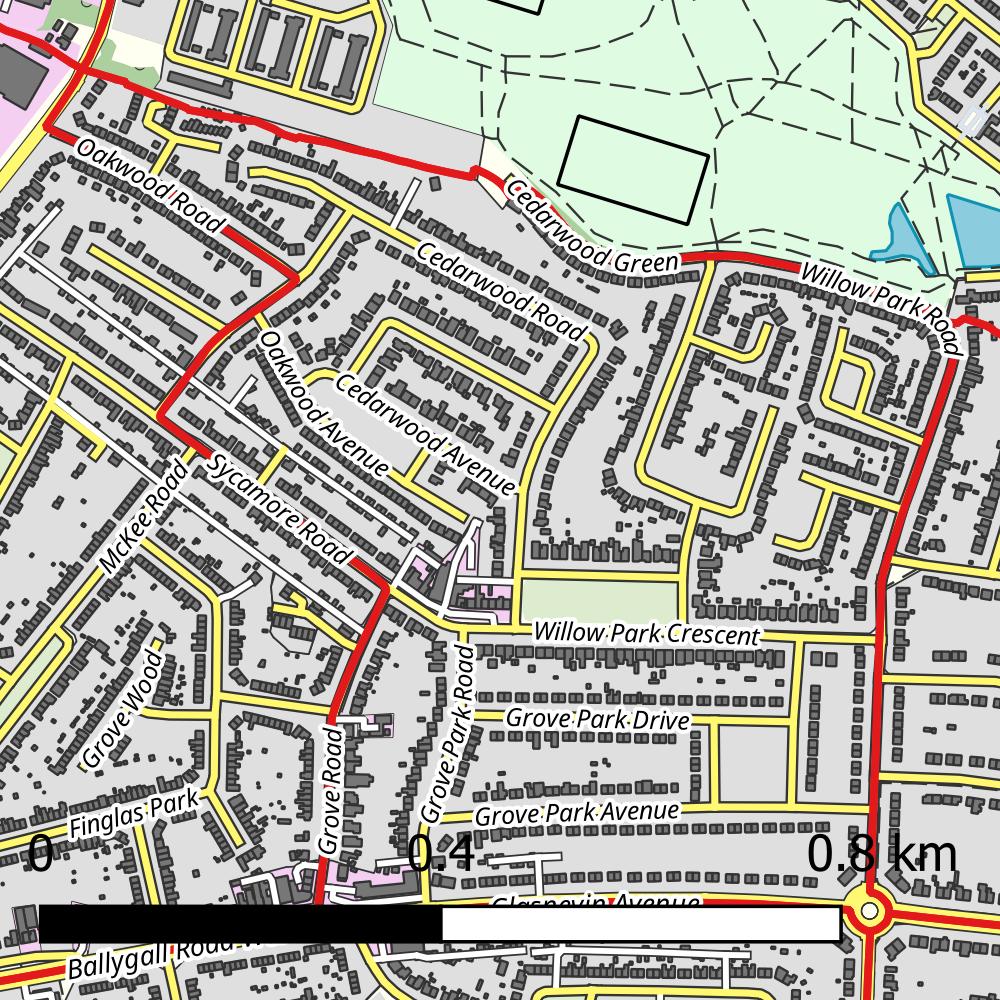 Oakwood Road
Cedarwood Green
Cedarwood Road
Willow Park Road
Oakwood Avenue
Cedarwood Avenue
Sycamore Road
McKee Road
Willow Park Crescent
Grove Wood
Grove Park Road
Grove Park Drive
Grove Road
Finglas Park
Grove Park Avenue
0 0.4 0.8 km
Glasnevin Avenue
Ballygall Road